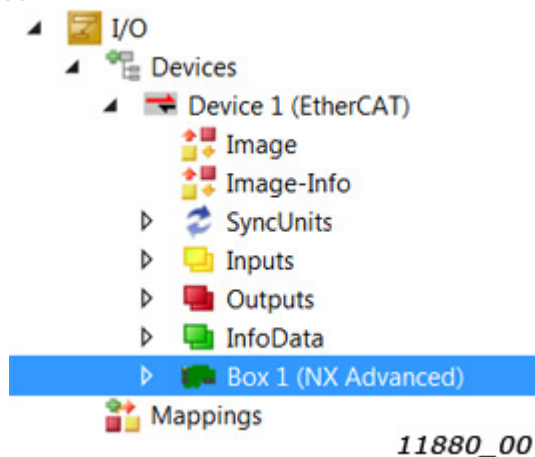 I/O
Devices
Device 1 (EtherCAT)
Image
Image-Info
SyncUnits
Inputs
Outputs
InfoData
Box 1 (NX Advanced)
Mappings
11880_00